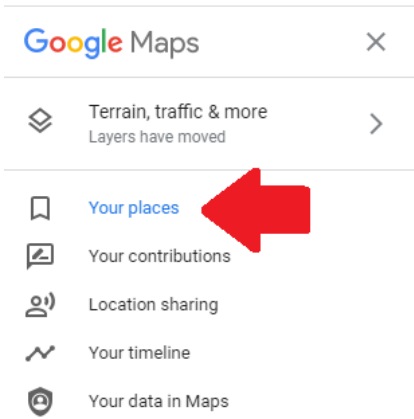 Google Maps
Terrain, traffic & more
Layers have moved
Your places
Your contributions
Location sharing
Your timeline
Your data in Maps